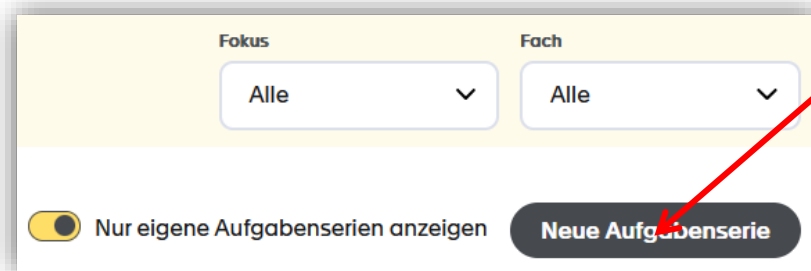 Fokus Fach
Alle Alle
Nur eigene Aufgabenserien anzeigen Neue Aufgabenserie